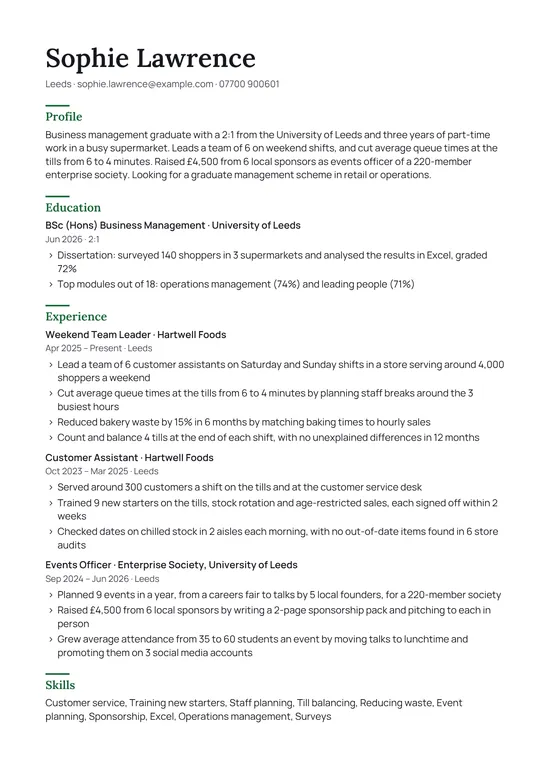 Sophie Lawrence
Leeds · sophie.lawrence@example.com · 07700 900601
Profile
Business management graduate with a 2:1 from the University of Leeds and three years of part-time
work in a busy supermarket. Leads a team of 6 on weekend shifts, and cut average queue times at the
tills from 6 to 4 minutes. Raised £4,500 from 6 local sponsors as events officer of a 220-member
enterprise society. Looking for a graduate management scheme in retail or operations.
Education
BSc (Hons) Business Management · University of Leeds
Jun 2026 · 2:1
› Dissertation: surveyed 140 shoppers in 3 supermarkets and analysed the results in Excel, graded
72%
› Top modules out of 18: operations management (74%) and leading people (71%)
Experience
Weekend Team Leader · Hartwell Foods
Apr 2025 – Present · Leeds
› Lead a team of 6 customer assistants on Saturday and Sunday shifts in a store serving around 4,000
shoppers a weekend
› Cut average queue times at the tills from 6 to 4 minutes by planning staff breaks around the 3
busiest hours
› Reduced bakery waste by 15% in 6 months by matching baking times to hourly sales
› Count and balance 4 tills at the end of each shift, with no unexplained differences in 12 months
Customer Assistant · Hartwell Foods
Oct 2023 – Mar 2025 · Leeds
› Served around 300 customers a shift on the tills and at the customer service desk
› Trained 9 new starters on the tills, stock rotation and age-restricted sales, each signed off within 2
weeks
› Checked dates on chilled stock in 2 aisles each morning, with no out-of-date items found in 6 store
audits
Events Officer · Enterprise Society, University of Leeds
Sep 2024 – Jun 2026 · Leeds
› Planned 9 events in a year, from a careers fair to talks by 5 local founders, for a 220-member society
› Raised £4,500 from 6 local sponsors by writing a 2-page sponsorship pack and pitching to each in
person
› Grew average attendance from 35 to 60 students an event by moving talks to lunchtime and
promoting them on 3 social media accounts
Skills
Customer service, Training new starters, Staff planning, Till balancing, Reducing waste, Event
planning, Sponsorship, Excel, Operations management, Surveys